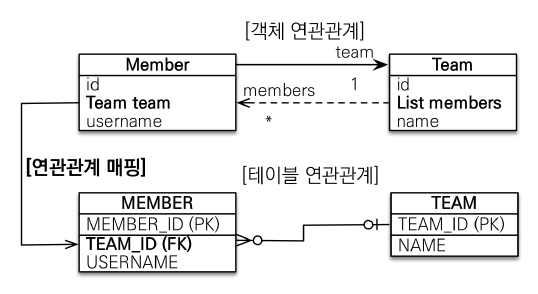 [객체 연관관계]
team
Member
id
Team team
username
members
1
*
Team
id
List members
name
[연관관계 매핑]
[테이블 연관관계]
MEMBER
MEMBER_ID (PK)
TEAM_ID (FK)
USERNAME
TEAM
TEAM_ID (PK)
NAME